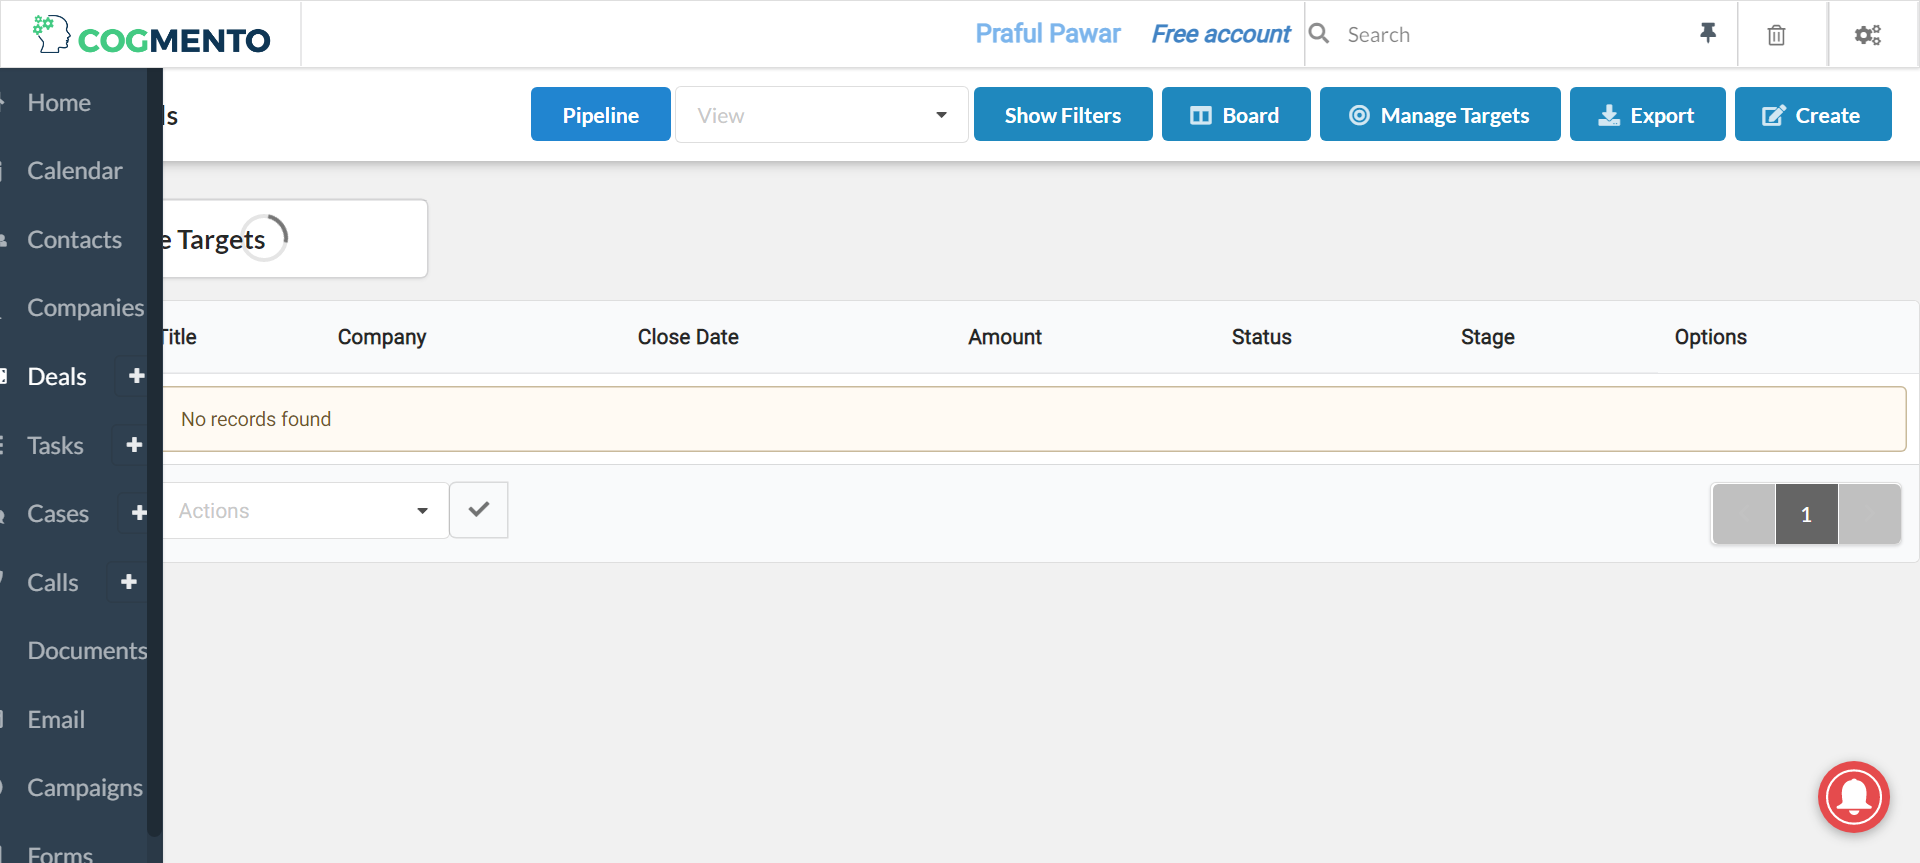 COGMENTO
Praful Pawar
Free account
Search
Home
Calendar
Contacts
Companies
Deals
Tasks
Cases
Calls
Documents
Email
Campaigns
Forms
ls
Pipeline
View
Show Filters
Board
Manage Targets
Export
Create
e Targets
Title
Company
Close Date
Amount
Status
Stage
Options
No records found
Actions
1